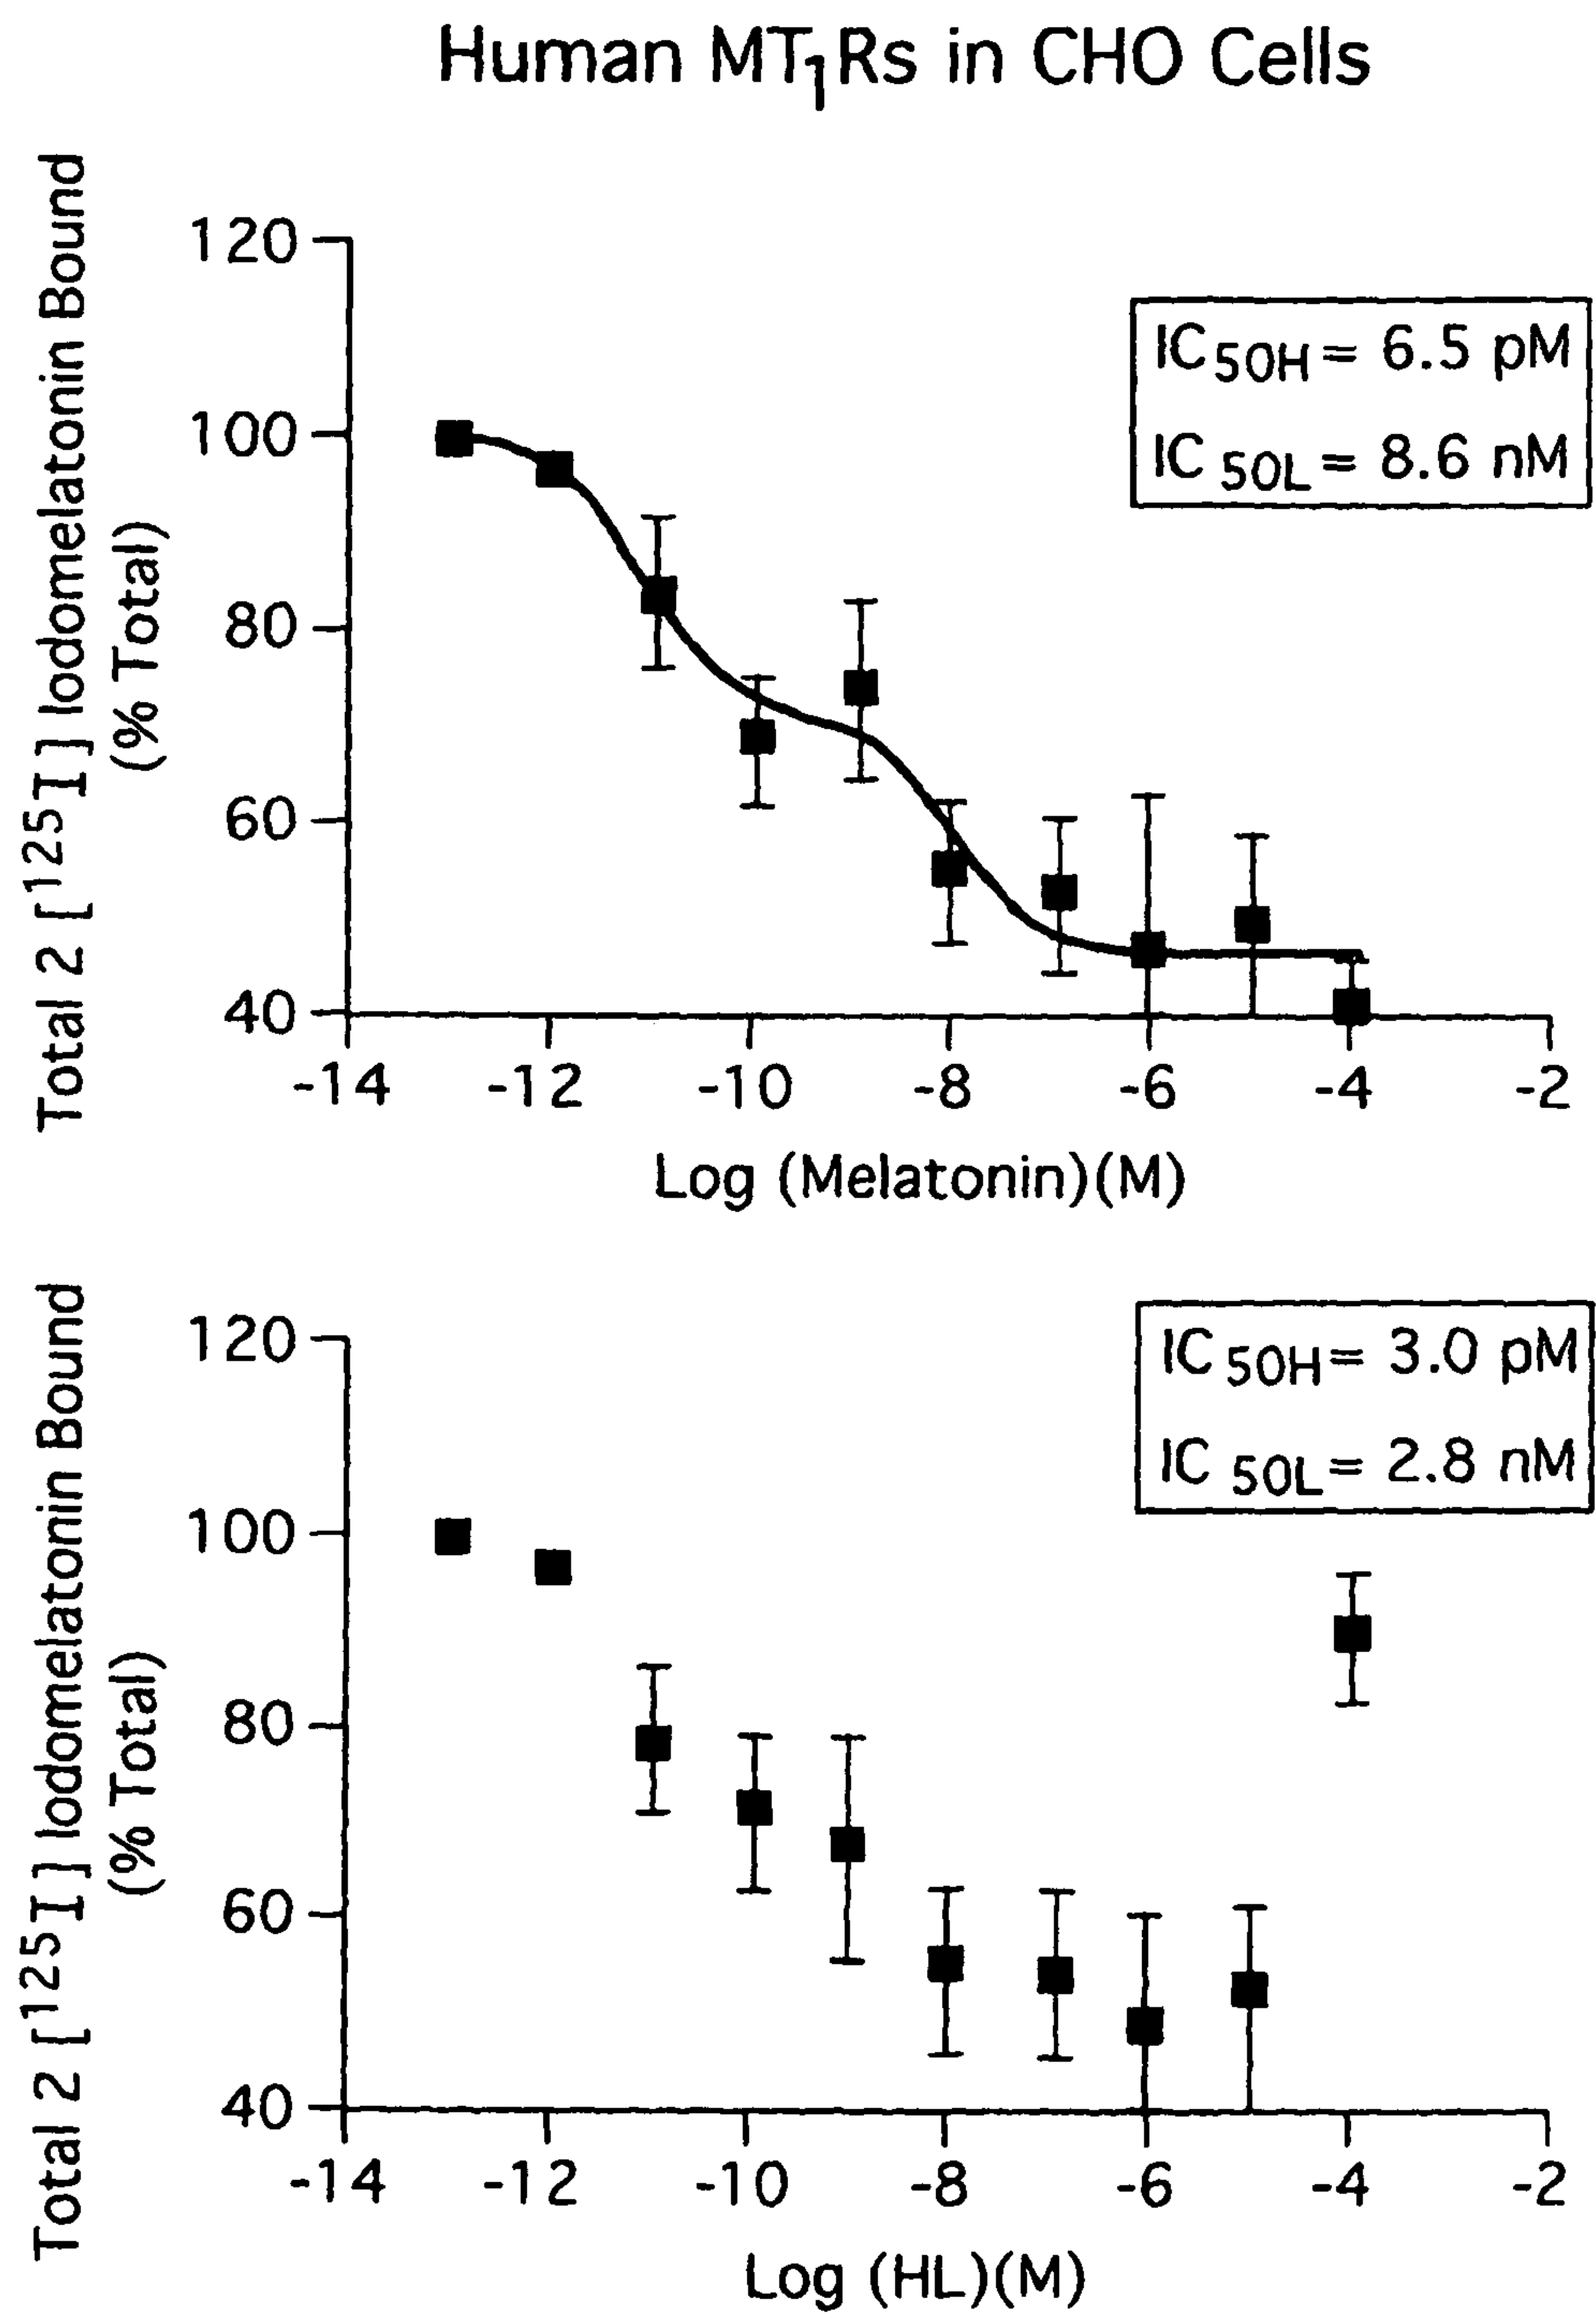 Human MT₁Rs in CHO Cells
Total 2 [¹²⁵I] Iodomelatonin Bound
(% Total)
120
100
80
60
40
IC₅₀H = 6.5 pM
IC₅₀L = 8.6 nM
-14 -12 -10 -8 -6 -4 -2
Log (Melatonin)(M)
Total 2 [¹²⁵I] Iodomelatonin Bound
(% Total)
120
100
80
60
40
IC₅₀H = 3.0 pM
IC₅₀L = 2.8 nM
-14 -12 -10 -8 -6 -4 -2
Log (HL)(M)